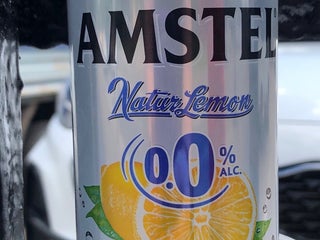 AMSTEL
Natur Lemon
0.0%
ALC.